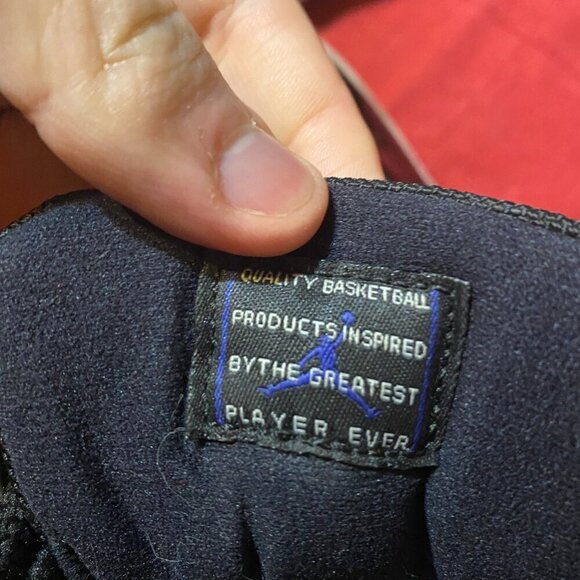 QUALITY BASKETBALL
PRODUCTS INSPIRED
BY THE GREATEST
PLAYER EVER